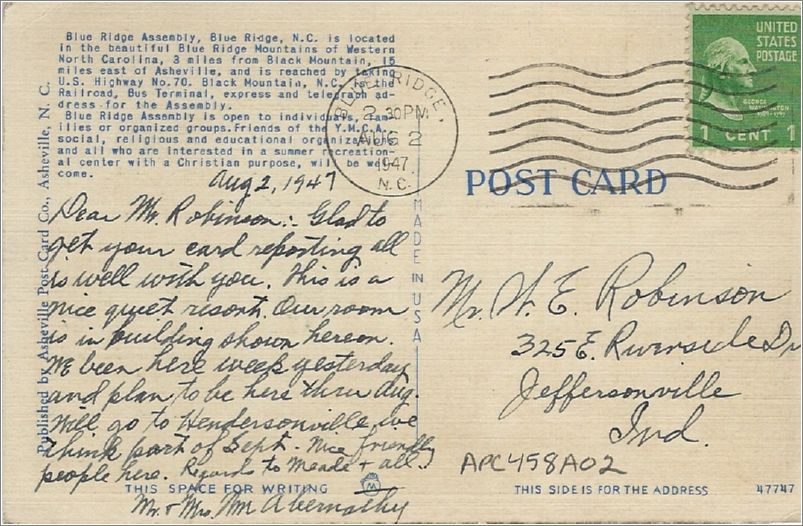 Blue Ridge Assembly, Blue Ridge, N.C. is located
in the beautiful Blue Ridge Mountains of Western
North Carolina, 3 miles from Black Mountain, 15
miles east of Asheville, and is reached by taking
U.S. Highway No. 70. Black Mountain, N.C. is the
Railroad, Bus Terminal, express and telegraph ad-
dress for the Assembly.
Blue Ridge Assembly is open to individuals, fam-
ilies or organized groups. Friends of the Y.M.C.A.,
social, religious and educational organizations
and all who are interested in a summer recreation-
al center with a Christian purpose, will be wel-
come.
Aug 2, 1947
Dear Mr. Robinson:- Glad to
get your card reporting all
is well with you. This is a
nice quiet resort. Our room
is in building shown hereon.
We been here week yesterday
and plan to be here thru Aug.
Will go to Hendersonville we
think part of Sept. Nice friendly
people here. Regards to Meade + all.
Mr. + Mrs. Wm Abernathy
THIS SPACE FOR WRITING
Published by Asheville Post Card Co., Asheville, N. C.
MADE IN USA
BLUE RIDGE,
2 30PM
AUG 2
1947
N.C.
UNITED
STATES
POSTAGE
GEORGE
WASHINGTON
1 CENT 1
POST CARD
Mr. W. E. Robinson
325 E. Riverside Dr
Jeffersonville
Ind.
APC458A02
THIS SIDE IS FOR THE ADDRESS
47747